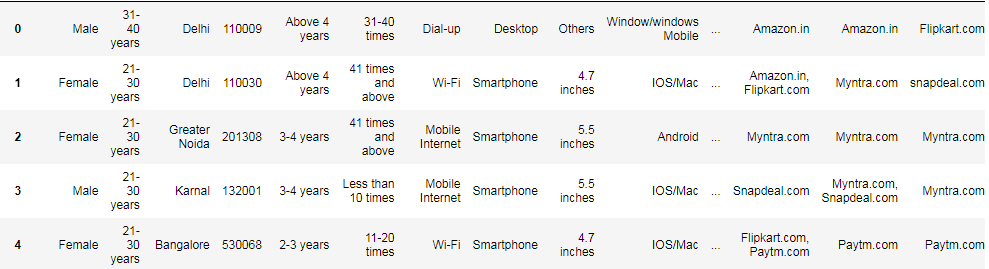 0 Male 31-40 years Delhi 110009 Above 4 years 31-40 times Dial-up Desktop Others Window/windows Mobile ... Amazon.in Amazon.in Flipkart.com
1 Female 21-30 years Delhi 110030 Above 4 years 41 times and above Wi-Fi Smartphone 4.7 inches IOS/Mac ... Amazon.in, Flipkart.com Myntra.com snapdeal.com
2 Female 21-30 years Greater Noida 201308 3-4 years 41 times and above Mobile Internet Smartphone 5.5 inches Android ... Myntra.com Myntra.com Myntra.com
3 Male 21-30 years Karnal 132001 3-4 years Less than 10 times Mobile Internet Smartphone 5.5 inches IOS/Mac ... Snapdeal.com Myntra.com, Snapdeal.com Myntra.com
4 Female 21-30 years Bangalore 530068 2-3 years 11-20 times Wi-Fi Smartphone 4.7 inches IOS/Mac ... Flipkart.com, Paytm.com Paytm.com Paytm.com